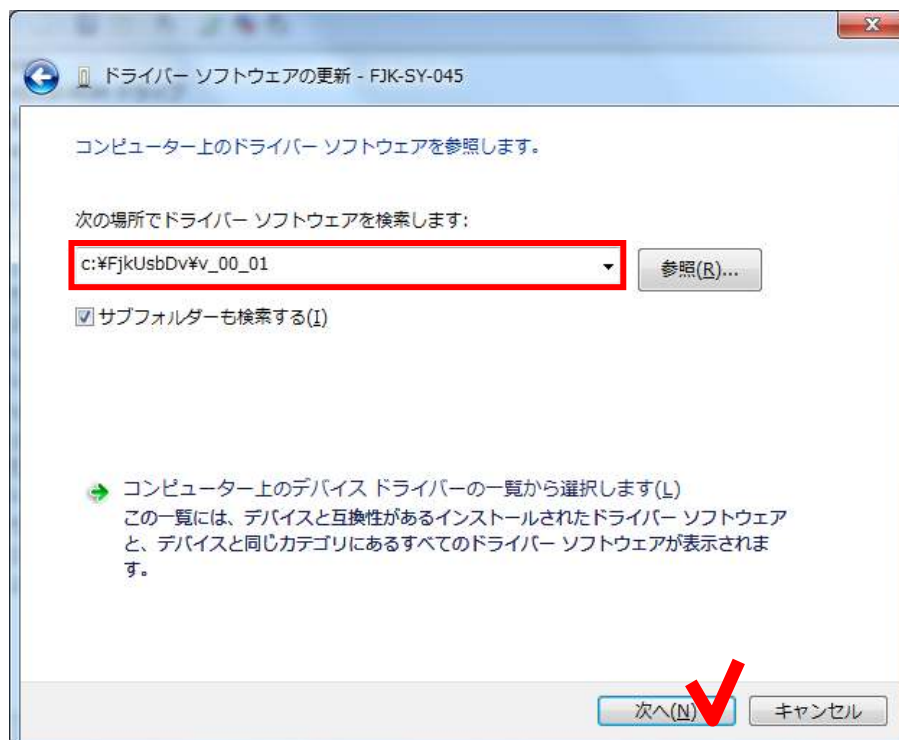 ドライバー ソフトウェアの更新 - FJK-SY-045
コンピューター上のドライバー ソフトウェアを参照します。
次の場所でドライバー ソフトウェアを検索します:
c:¥FjkUsbDv¥v_00_01
参照(R)...
サブフォルダーも検索する(I)
コンピューター上のデバイス ドライバーの一覧から選択します(L)
この一覧には、デバイスと互換性があるインストールされたドライバー ソフトウェア
と、デバイスと同じカテゴリにあるすべてのドライバー ソフトウェアが表示されま
す。
次へ(N)
キャンセル